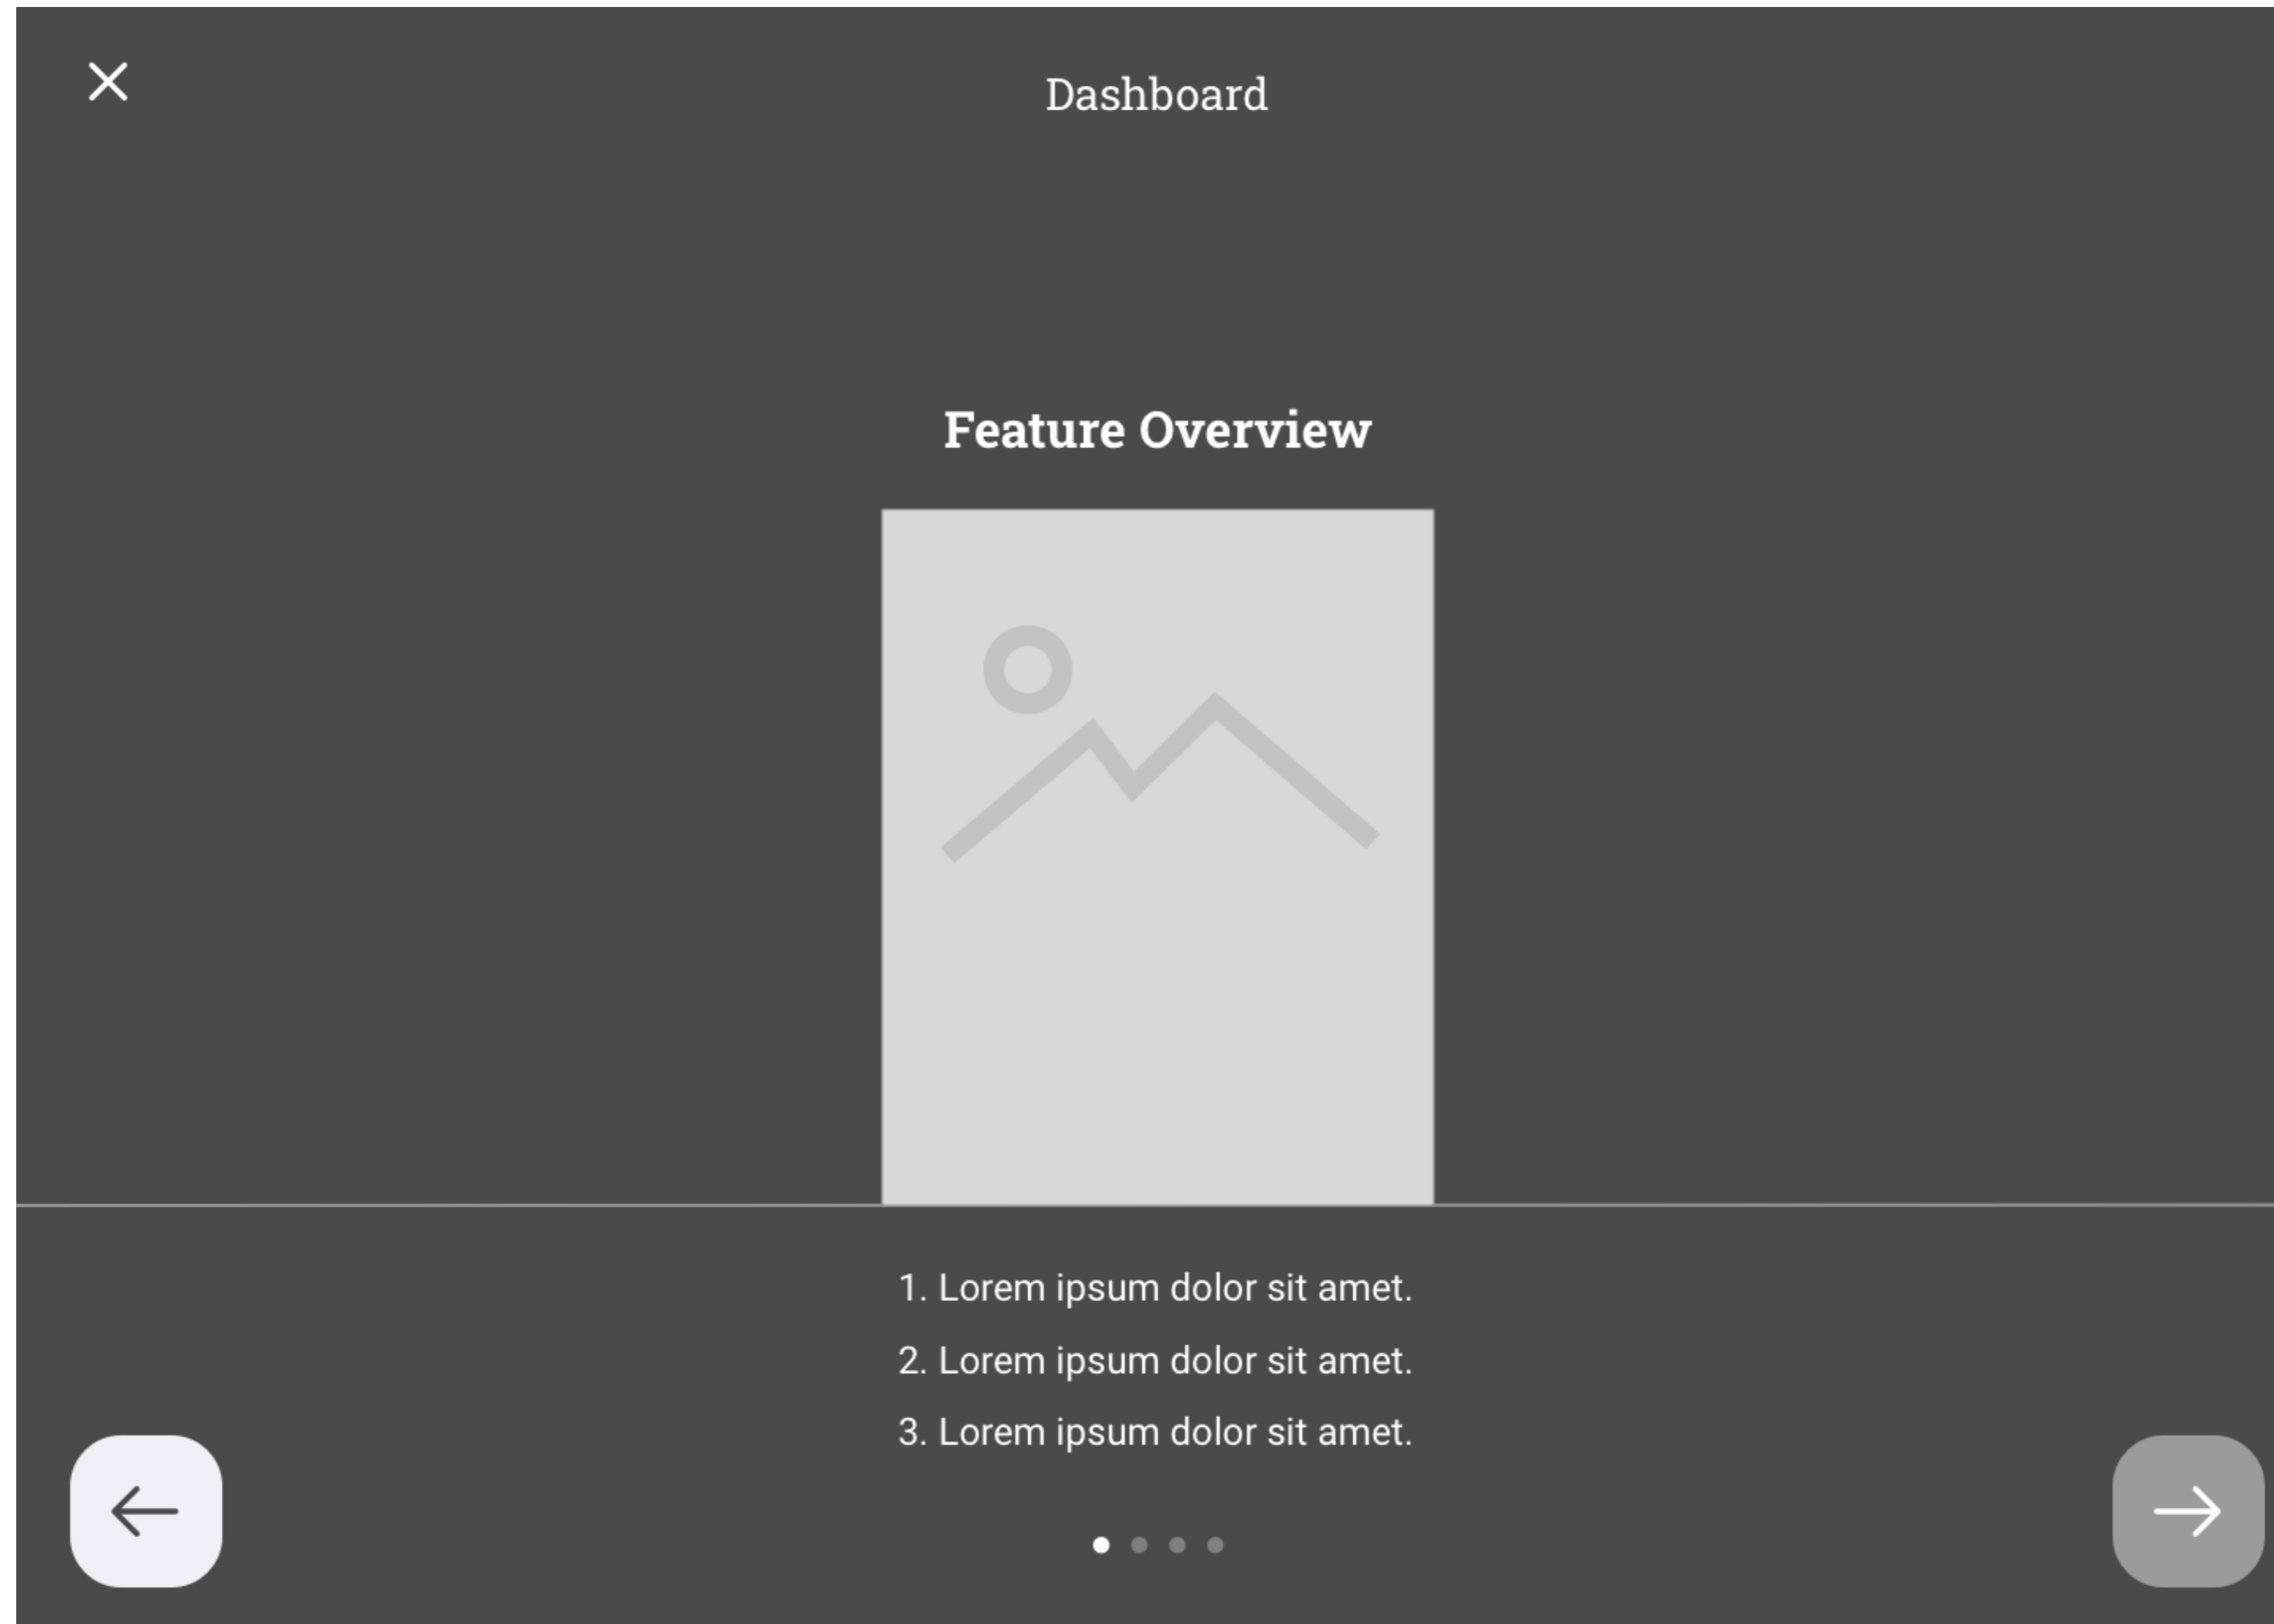 Dashboard
Feature Overview
1. Lorem ipsum dolor sit amet.
2. Lorem ipsum dolor sit amet.
3. Lorem ipsum dolor sit amet.